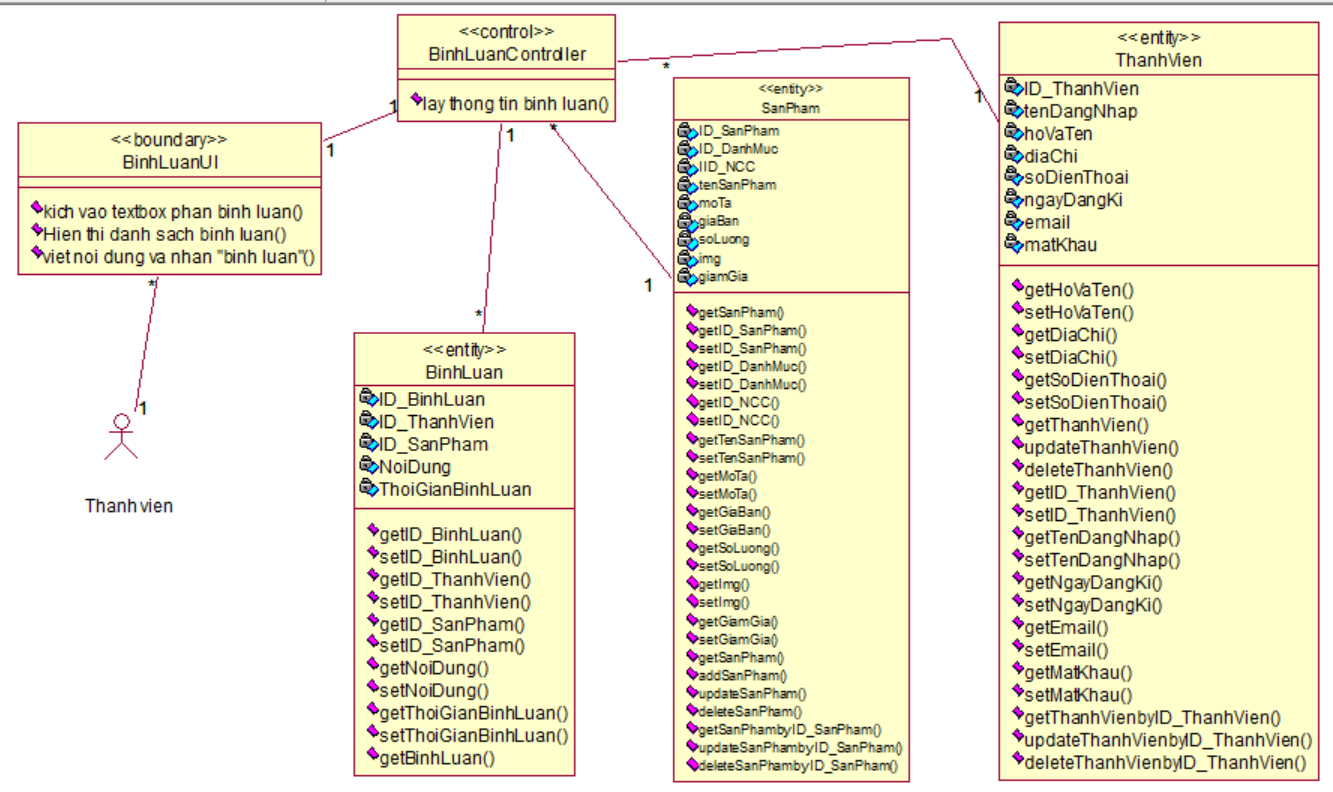 <<control>>
BinhLuanController
lay thong tin binh luan()
1
*
1
*
<<boundary>>
BinhLuanUI
kich vao textbox phan binh luan()
Hien thi danh sach binh luan()
viet noi dung va nhan "binh luan"()
1
*
1
Thanh vien
*
<<entity>>
BinhLuan
ID_BinhLuan
ID_ThanhVien
ID_SanPham
NoiDung
ThoiGianBinhLuan
getID_BinhLuan()
setID_BinhLuan()
getID_ThanhVien()
setID_ThanhVien()
getID_SanPham()
setID_SanPham()
getNoiDung()
setNoiDung()
getThoiGianBinhLuan()
setThoiGianBinhLuan()
getBinhLuan()
1
<<entity>>
SanPham
ID_SanPham
ID_DanhMuc
IID_NCC
tenSanPham
moTa
giaBan
soLuong
img
giamGia
getSanPham()
getID_SanPham()
setID_SanPham()
getID_DanhMuc()
setID_DanhMuc()
getID_NCC()
setID_NCC()
getTenSanPham()
setTenSanPham()
getMoTa()
setMoTa()
getGiaBan()
setGiaBan()
getSoLuong()
setSoLuong()
getImg()
setImg()
getGiamGia()
setGiamGia()
getSanPham()
addSanPham()
updateSanPham()
deleteSanPham()
getSanPhambyID_SanPham()
updateSanPhambyID_SanPham()
deleteSanPhambyID_SanPham()
1
<<entity>>
ThanhVien
ID_ThanhVien
tenDangNhap
hoVaTen
diaChi
soDienThoai
ngayDangKi
email
matKhau
getHoVaTen()
setHoVaTen()
getDiaChi()
setDiaChi()
getSoDienThoai()
setSoDienThoai()
getThanhVien()
updateThanhVien()
deleteThanhVien()
getID_ThanhVien()
setID_ThanhVien()
getTenDangNhap()
setTenDangNhap()
getNgayDangKi()
setNgayDangKi()
getEmail()
setEmail()
getMatKhau()
setMatKhau()
getThanhVienbyID_ThanhVien()
updateThanhVienbyID_ThanhVien()
deleteThanhVienbyID_ThanhVien()